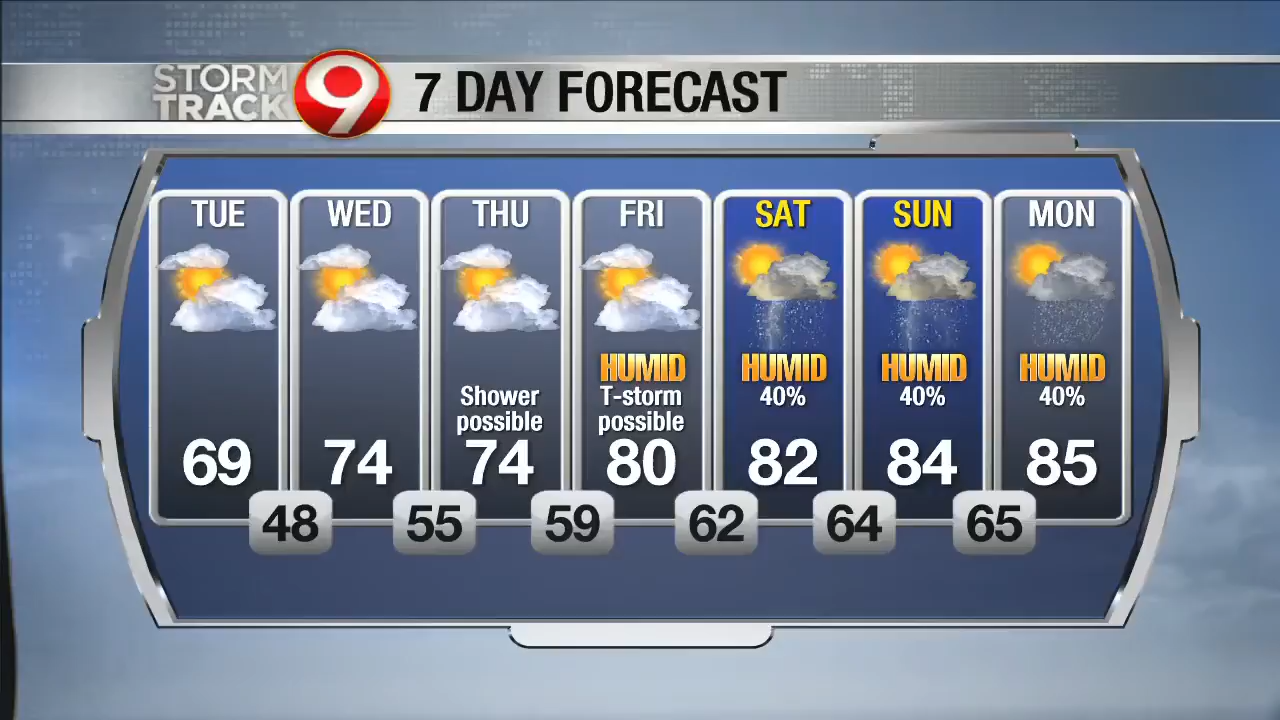 STORM
TRACK 9
7 DAY FORECAST
TUE WED THU FRI SAT SUN MON
HUMID HUMID HUMID HUMID
Shower T-storm 40% 40% 40%
possible possible
69 74 74 80 82 84 85
48 55 59 62 64 65